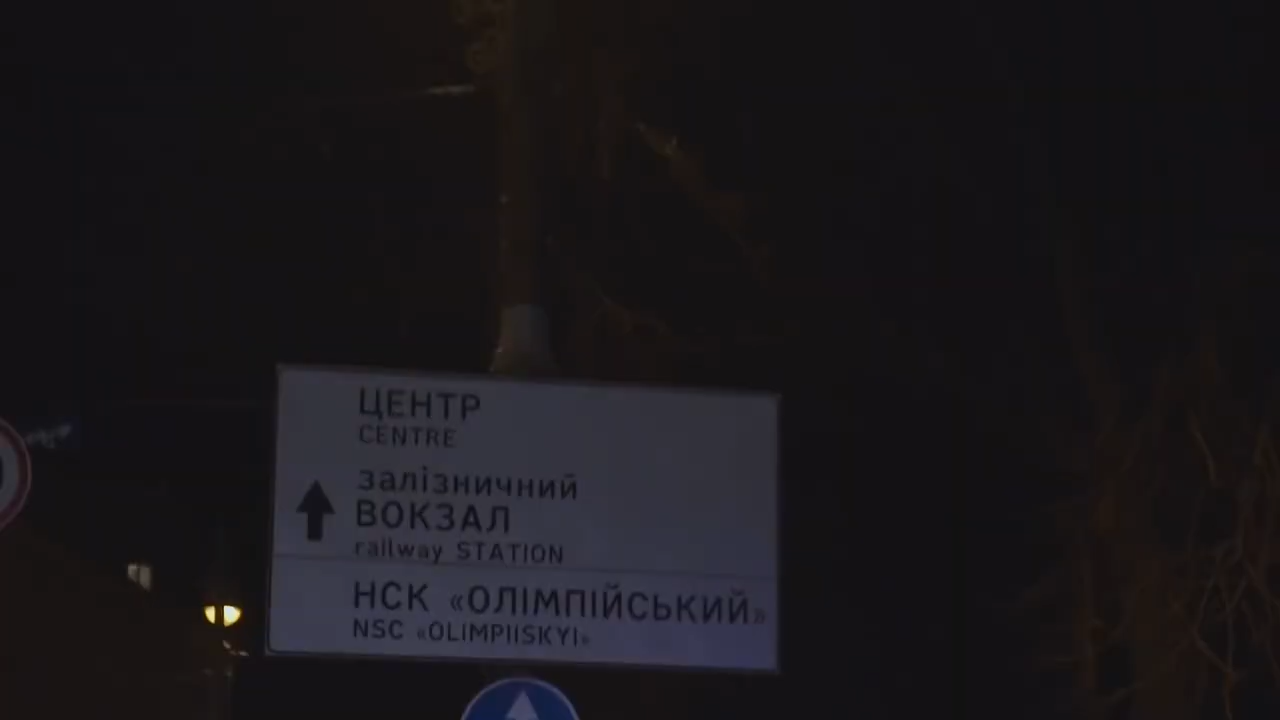 ЦЕНТР
CENTRE
залізничний
ВОКЗАЛ
railway STATION
НСК «ОЛІМПІЙСЬКИЙ»
NSC «OLIMPIISKYI»